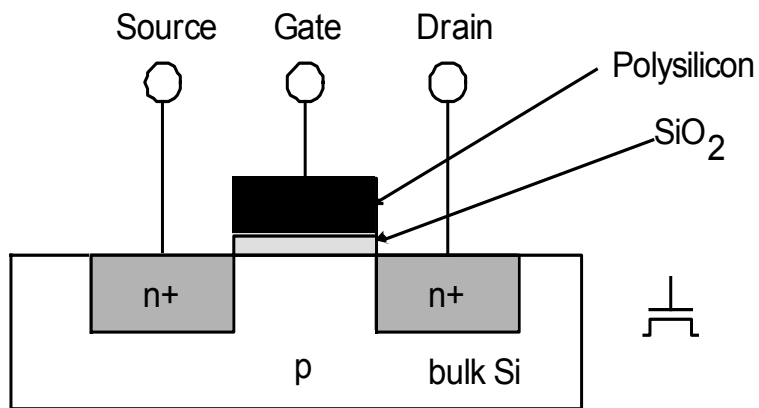 Source Gate Drain
Polysilicon
SiO2
n+ n+
p bulk Si